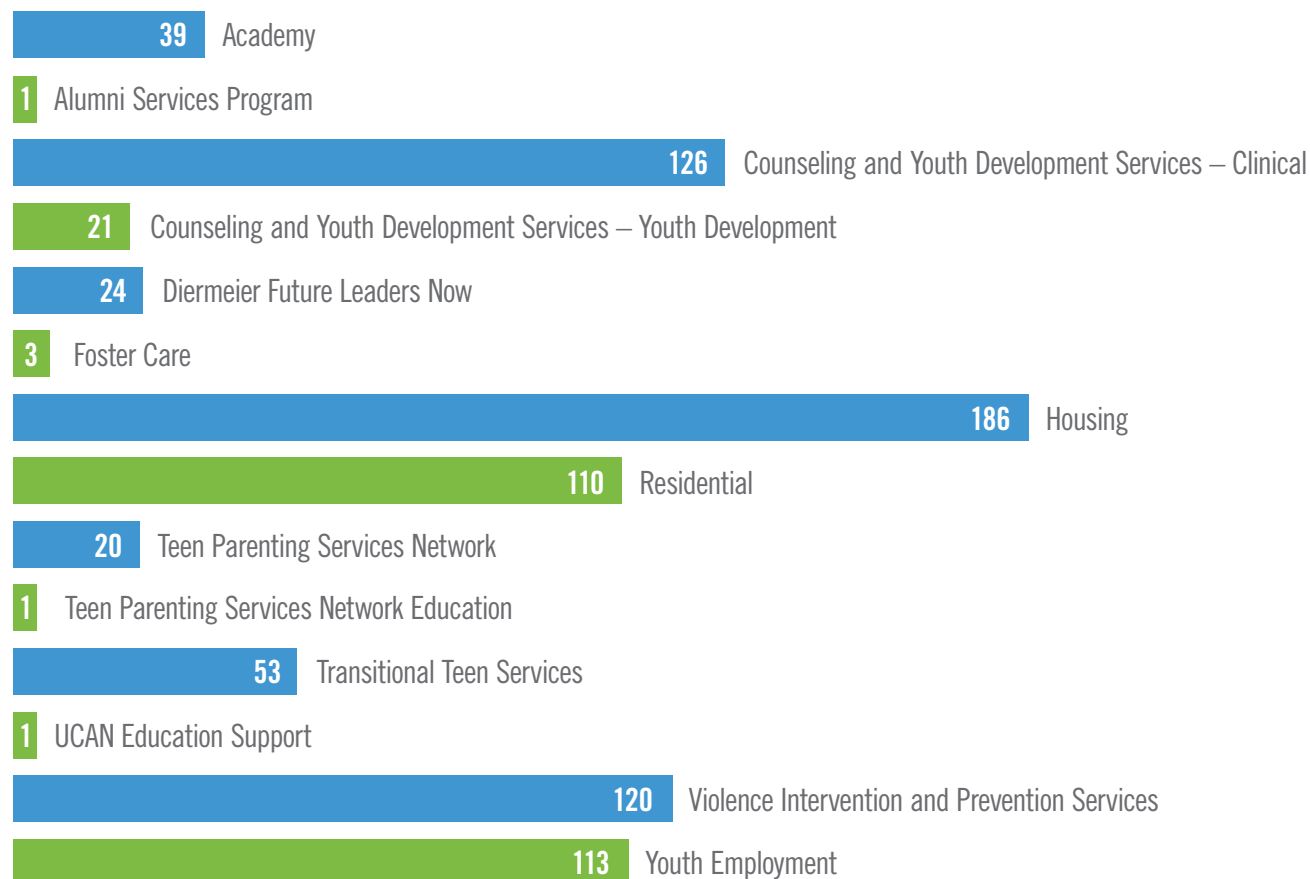 39 Academy
1 Alumni Services Program
126 Counseling and Youth Development Services – Clinical
21 Counseling and Youth Development Services – Youth Development
24 Diermeier Future Leaders Now
3 Foster Care
186 Housing
110 Residential
20 Teen Parenting Services Network
1 Teen Parenting Services Network Education
53 Transitional Teen Services
1 UCAN Education Support
120 Violence Intervention and Prevention Services
113 Youth Employment